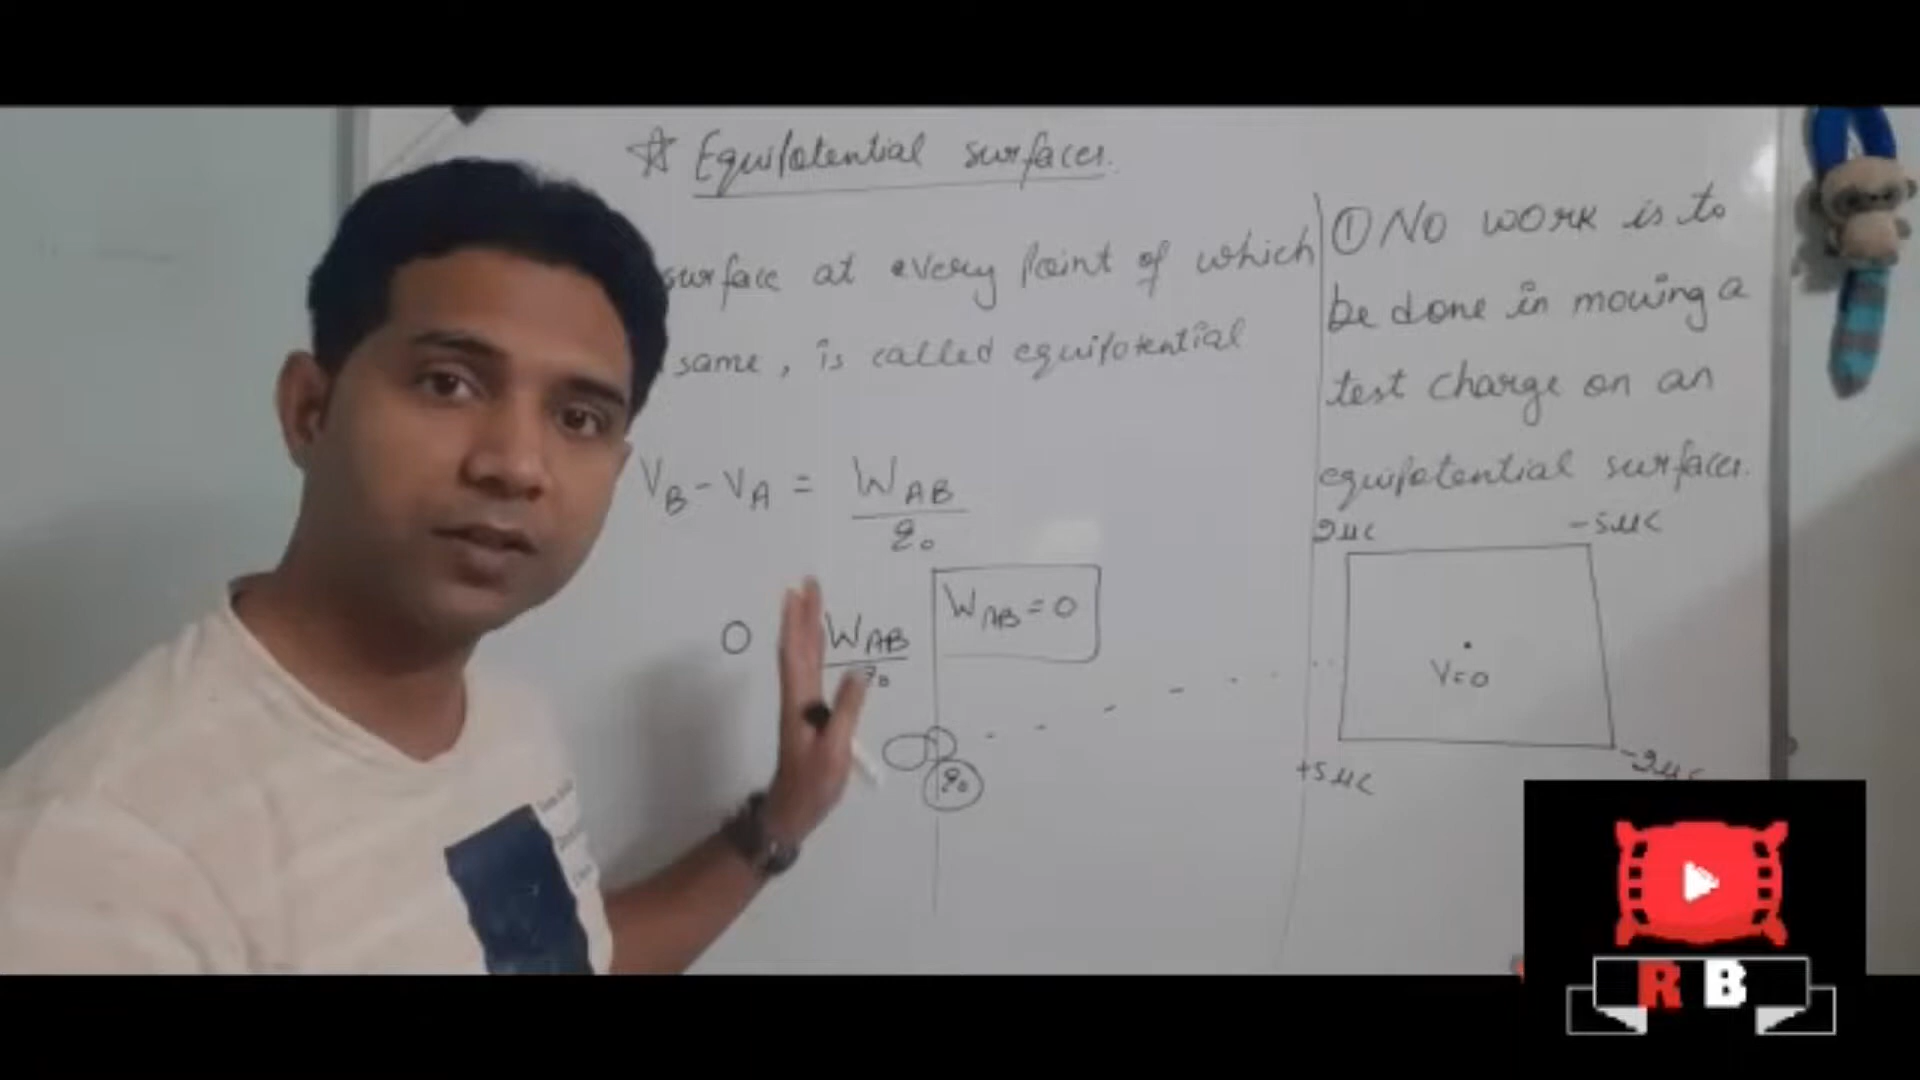 ☆ Equipotential surfaces.
surface at every point of which
same, is called equipotential
V_B - V_A = W_AB / q_0
0 W_AB / q_0
W_AB = 0
q_0
① NO WORK is to
be done in moving a
test charge on an
equipotential surfaces.
2μC -5μC
V=0
+5μC -2μC
R B